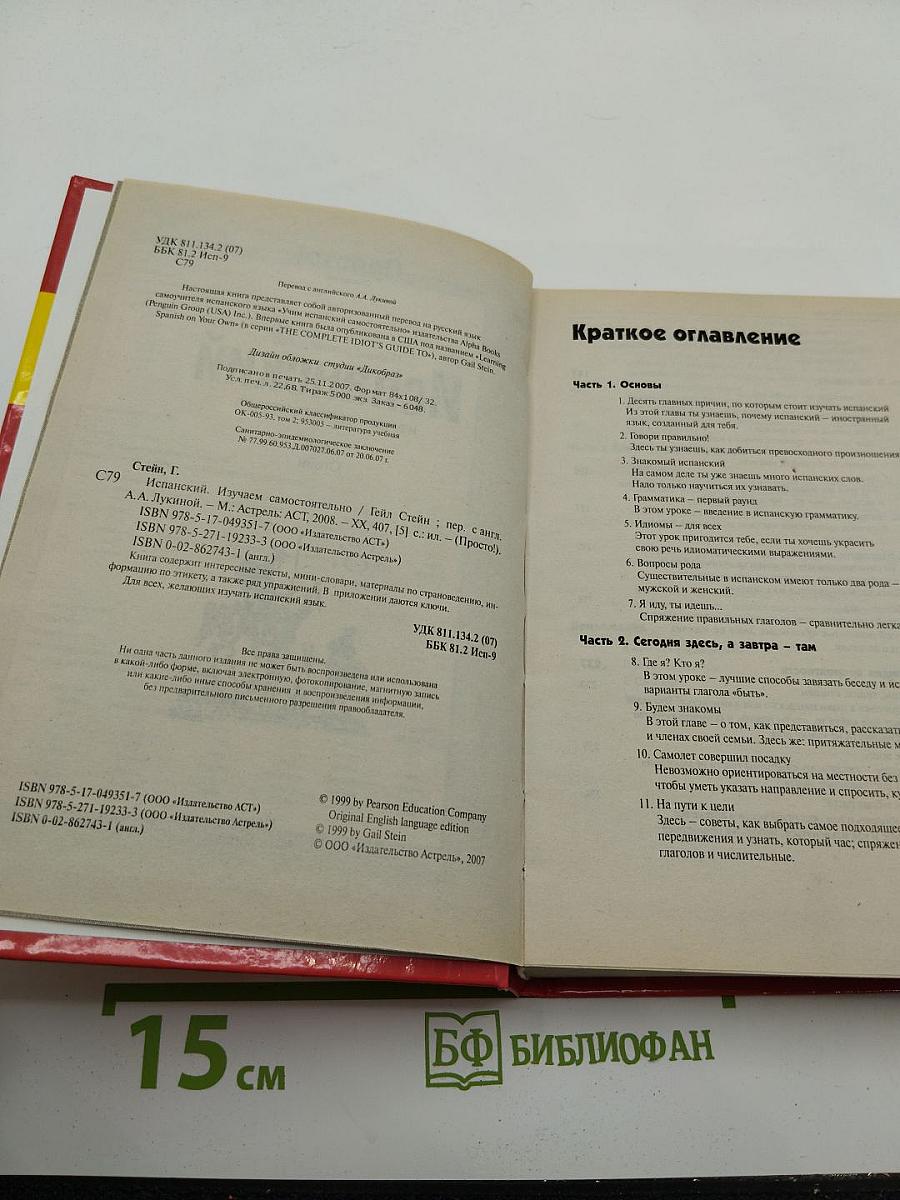 УДК 811.134.2 (07)
ББК 81.2 Исп-9
С79
Перевод с английского А.А. Лукиной
Настоящая книга представляет собой авторизованный перевод на русский язык
самоучителя испанского языка «Учим испанский самостоятельно» издательства Alpha Books
(Penguin Group (USA) Inc.). Впервые книга была опубликована в США под названием «Learning
Spanish on Your Own» (в серии «THE COMPLETE IDIOT'S GUIDE TO»), автор Gail Stein.
Дизайн обложки студии «Дикобраз»
Подписано в печать 25.11.2007. Формат 84х108/32.
Усл. печ. л. 22,68. Тираж 5 000 экз. Заказ – 6048.
Общероссийский классификатор продукции
ОК-005-93, том 2; 953005 – литература учебная
Санитарно-эпидемиологическое заключение
№ 77.99.60.953.Д.007027.06.07 от 20.06.07 г.
Стейн, Г.
С79 Испанский. Изучаем самостоятельно / Гейл Стейн ; пер. с англ.
А.А. Лукиной. – М.: Астрель: АСТ, 2008. – XX, 407, [5] с.: ил. – (Просто!).
ISBN 978-5-17-049351-7 (ООО «Издательство АСТ»)
ISBN 978-5-271-19233-3 (ООО «Издательство Астрель»)
ISBN 0-02-862743-1 (англ.)
Книга содержит интересные тексты, мини-словари, материалы по страноведению, ин-
формацию по этикету, а также ряд упражнений. В приложении даются ключи.
Для всех, желающих изучать испанский язык.
УДК 811.134.2 (07)
ББК 81.2 Исп-9
Все права защищены.
Ни одна часть данного издания не может быть воспроизведена или использована
в какой-либо форме, включая электронную, фотокопирование, магнитную запись
или какие-либо иные способы хранения и воспроизведения информации,
без предварительного письменного разрешения правообладателя.
ISBN 978-5-17-049351-7 (ООО «Издательство АСТ»)
ISBN 978-5-271-19233-3 (ООО «Издательство Астрель»)
ISBN 0-02-862743-1 (англ.)
© 1999 by Pearson Education Company
Original English language edition
© 1999 by Gail Stein
© ООО «Издательство Астрель», 2007
Краткое оглавление
Часть 1. Основы
1. Десять главных причин, по которым стоит изучать испанский
Из этой главы ты узнаешь, почему испанский – иностранный
язык, созданный для тебя.
2. Говори правильно!
Здесь ты узнаешь, как добиться превосходного произношения
3. Знакомый испанский
На самом деле ты уже знаешь много испанских слов.
Надо только научиться их узнавать.
4. Грамматика – первый раунд
В этом уроке – введение в испанскую грамматику.
5. Идиомы – для всех
Этот урок пригодится тебе, если ты хочешь украсить
свою речь идиоматическими выражениями.
6. Вопросы рода
Существительные в испанском имеют только два рода –
мужской и женский.
7. Я иду, ты идешь...
Спряжение правильных глаголов – сравнительно легка
Часть 2. Сегодня здесь, а завтра – там
8. Где я? Кто я?
В этом уроке – лучшие способы завязать беседу и ис
варианты глагола «быть».
9. Будем знакомы
В этой главе – о том, как представиться, рассказат
и членах своей семьи. Здесь же: притяжательные м
10. Самолет совершил посадку
Невозможно ориентироваться на местности без
чтобы уметь указать направление и спросить, ку
11. На пути к цели
Здесь – советы, как выбрать самое подходящее
передвижения и узнать, который час; спряжен
глаголов и числительные.
15 см
БФ БИБЛИОФАН